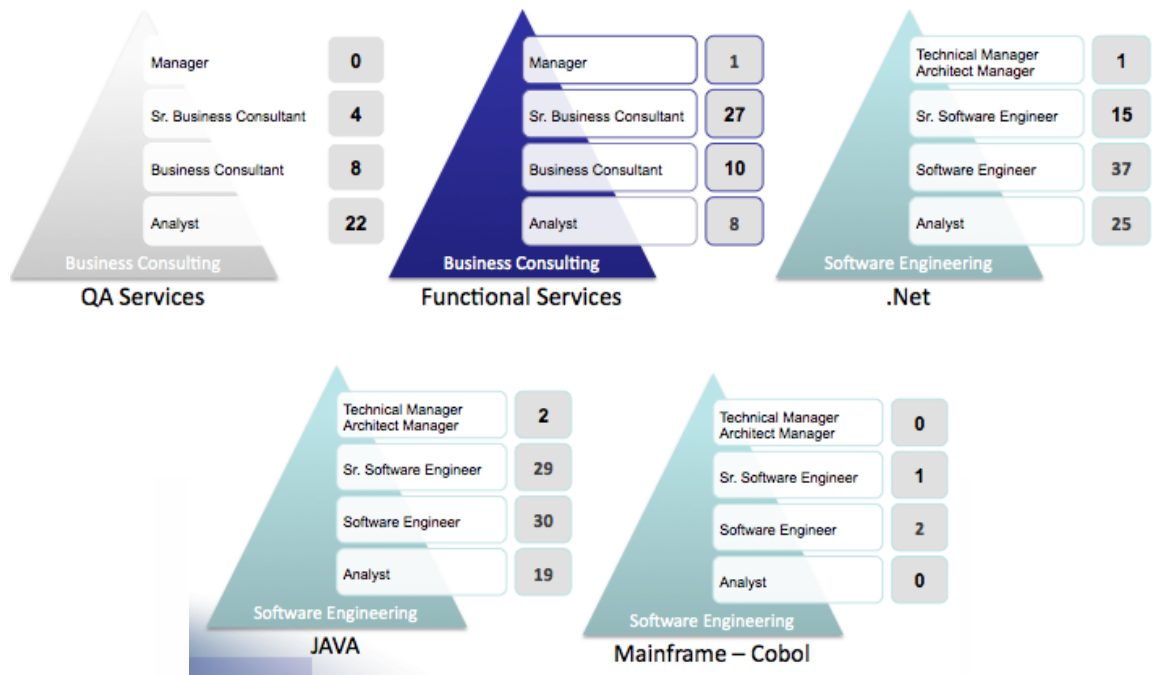 Manager 0
Sr. Business Consultant 4
Business Consultant 8
Analyst 22
Business Consulting
QA Services
Manager 1
Sr. Business Consultant 27
Business Consultant 10
Analyst 8
Business Consulting
Functional Services
Technical Manager
Architect Manager 1
Sr. Software Engineer 15
Software Engineer 37
Analyst 25
Software Engineering
.Net
Technical Manager
Architect Manager 2
Sr. Software Engineer 29
Software Engineer 30
Analyst 19
Software Engineering
JAVA
Technical Manager
Architect Manager 0
Sr. Software Engineer 1
Software Engineer 2
Analyst 0
Software Engineering
Mainframe – Cobol